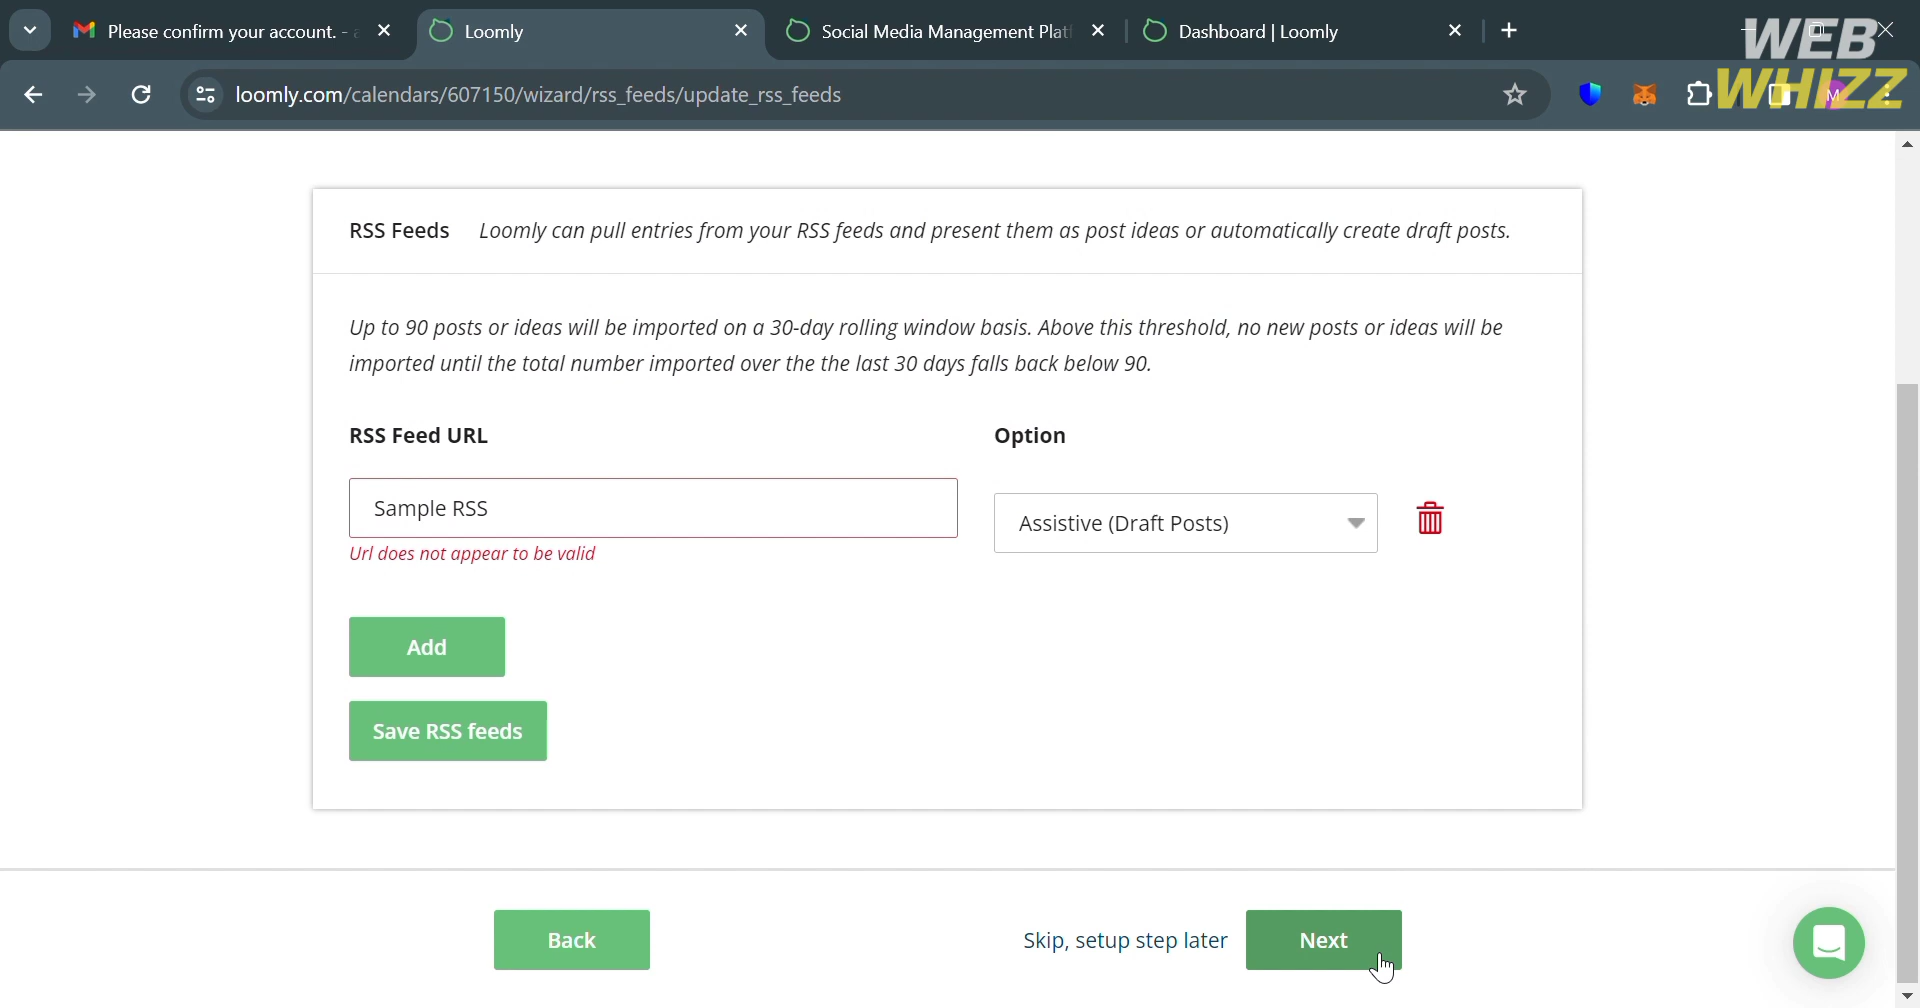 Please confirm your account. - a
Loomly
Social Media Management Platf
Dashboard | Loomly
WEB
WHIZZ
loomly.com/calendars/607150/wizard/rss_feeds/update_rss_feeds
M
RSS Feeds Loomly can pull entries from your RSS feeds and present them as post ideas or automatically create draft posts.
Up to 90 posts or ideas will be imported on a 30-day rolling window basis. Above this threshold, no new posts or ideas will be
imported until the total number imported over the the last 30 days falls back below 90.
RSS Feed URL
Option
Sample RSS
Assistive (Draft Posts)
Url does not appear to be valid
Add
Save RSS feeds
Back
Skip, setup step later
Next